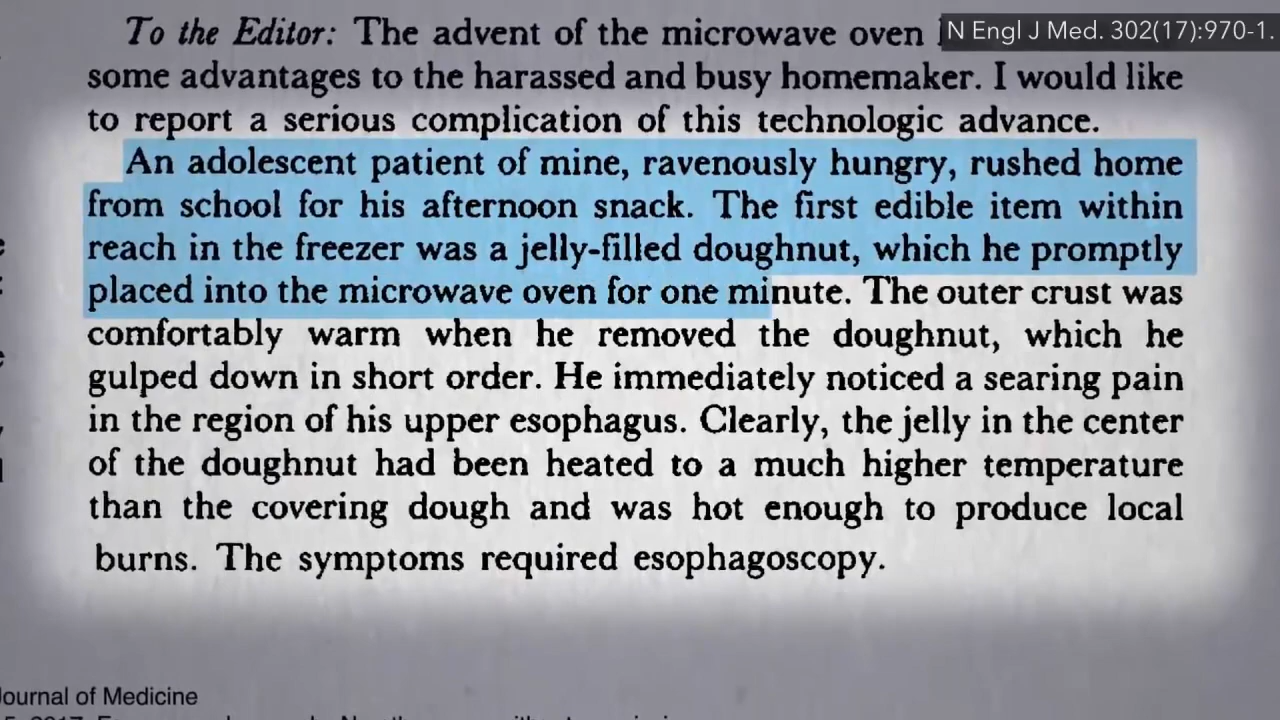 N Engl J Med. 302(17):970-1.
To the Editor: The advent of the microwave oven
some advantages to the harassed and busy homemaker. I would like
to report a serious complication of this technologic advance.
An adolescent patient of mine, ravenously hungry, rushed home
from school for his afternoon snack. The first edible item within
reach in the freezer was a jelly-filled doughnut, which he promptly
placed into the microwave oven for one minute. The outer crust was
comfortably warm when he removed the doughnut, which he
gulped down in short order. He immediately noticed a searing pain
in the region of his upper esophagus. Clearly, the jelly in the center
of the doughnut had been heated to a much higher temperature
than the covering dough and was hot enough to produce local
burns. The symptoms required esophagoscopy.
Journal of Medicine